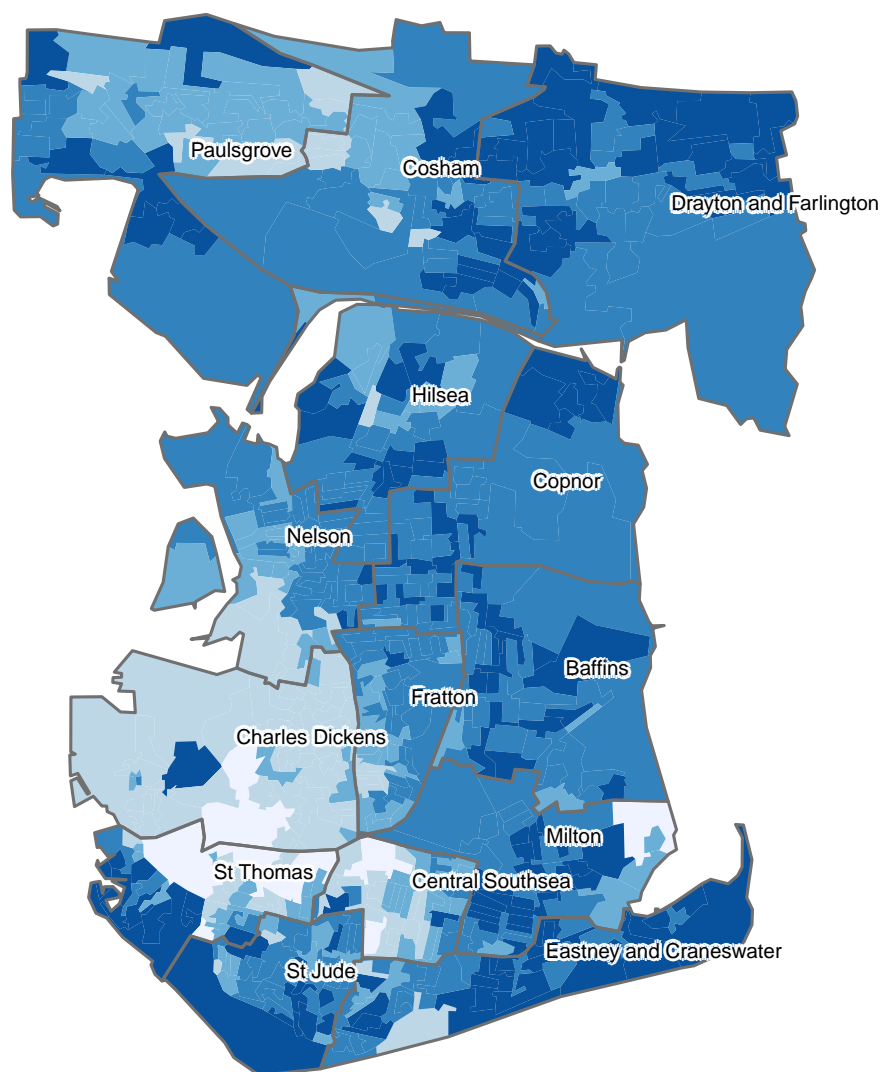 Paulsgrove
Cosham
Drayton and Farlington
Hilsea
Copnor
Nelson
Baffins
Fratton
Charles Dickens
Milton
St Thomas
Central Southsea
Eastney and Craneswater
St Jude